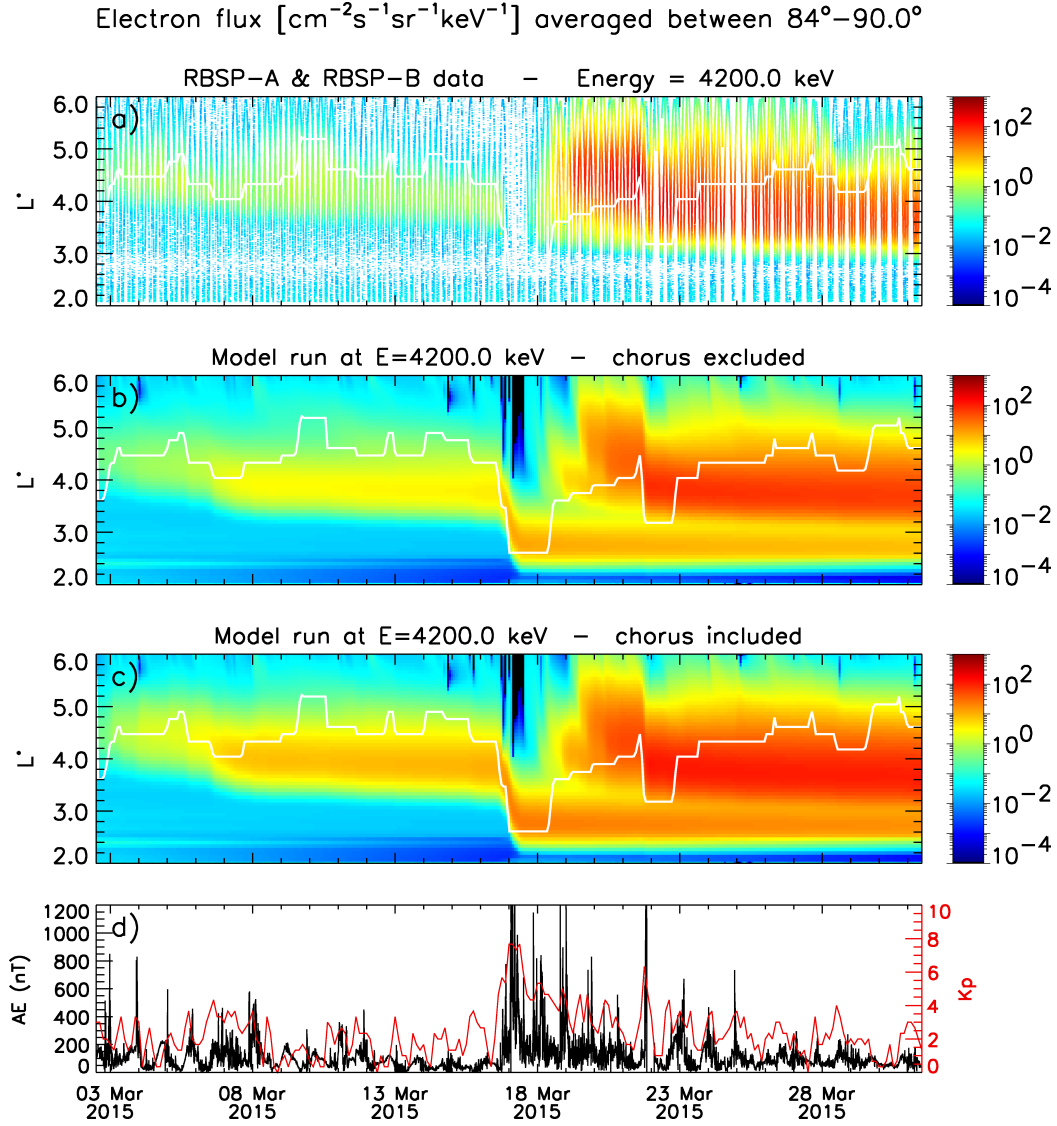 Electron flux [cm⁻²s⁻¹sr⁻¹keV⁻¹] averaged between 84°−90.0°
RBSP-A & RBSP-B data − Energy = 4200.0 keV
a)
6.0
5.0
4.0
3.0
2.0
L*
10²
10⁰
10⁻²
10⁻⁴
Model run at E=4200.0 keV − chorus excluded
b)
6.0
5.0
4.0
3.0
2.0
L*
10²
10⁰
10⁻²
10⁻⁴
Model run at E=4200.0 keV − chorus included
c)
6.0
5.0
4.0
3.0
2.0
L*
10²
10⁰
10⁻²
10⁻⁴
d)
1200
1000
800
600
400
200
0
AE (nT)
10
8
6
4
2
0
Kp
03 Mar 08 Mar 13 Mar 18 Mar 23 Mar 28 Mar
2015 2015 2015 2015 2015 2015